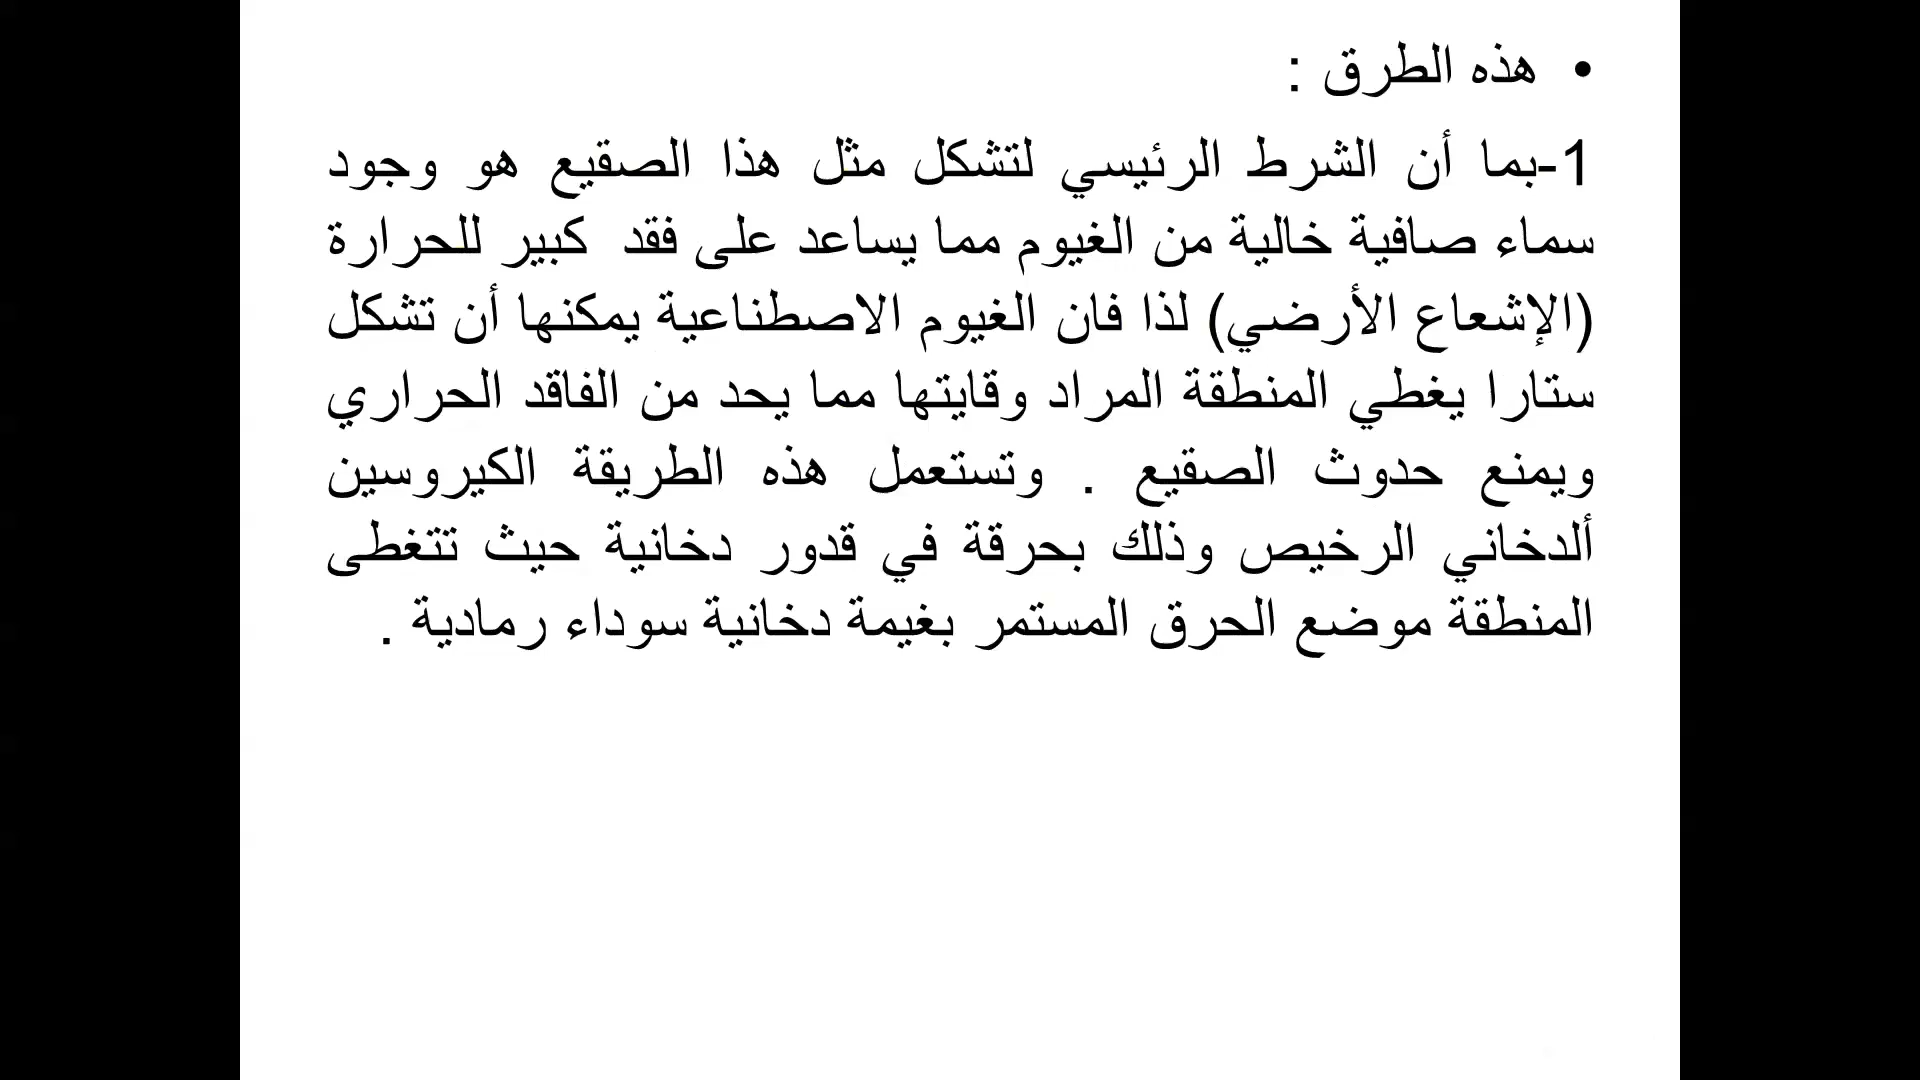 • هذه الطرق :
1-بما أن الشرط الرئيسي لتشكل مثل هذا الصقيع هو وجود
سماء صافية خالية من الغيوم مما يساعد على فقد كبير للحرارة
(الإشعاع الأرضي) لذا فان الغيوم الاصطناعية يمكنها أن تشكل
ستارا يغطي المنطقة المراد وقايتها مما يحد من الفاقد الحراري
ويمنع حدوث الصقيع . وتستعمل هذه الطريقة الكيروسين
ألدخاني الرخيص وذلك بحرقة في قدور دخانية حيث تتغطى
المنطقة موضع الحرق المستمر بغيمة دخانية سوداء رمادية .